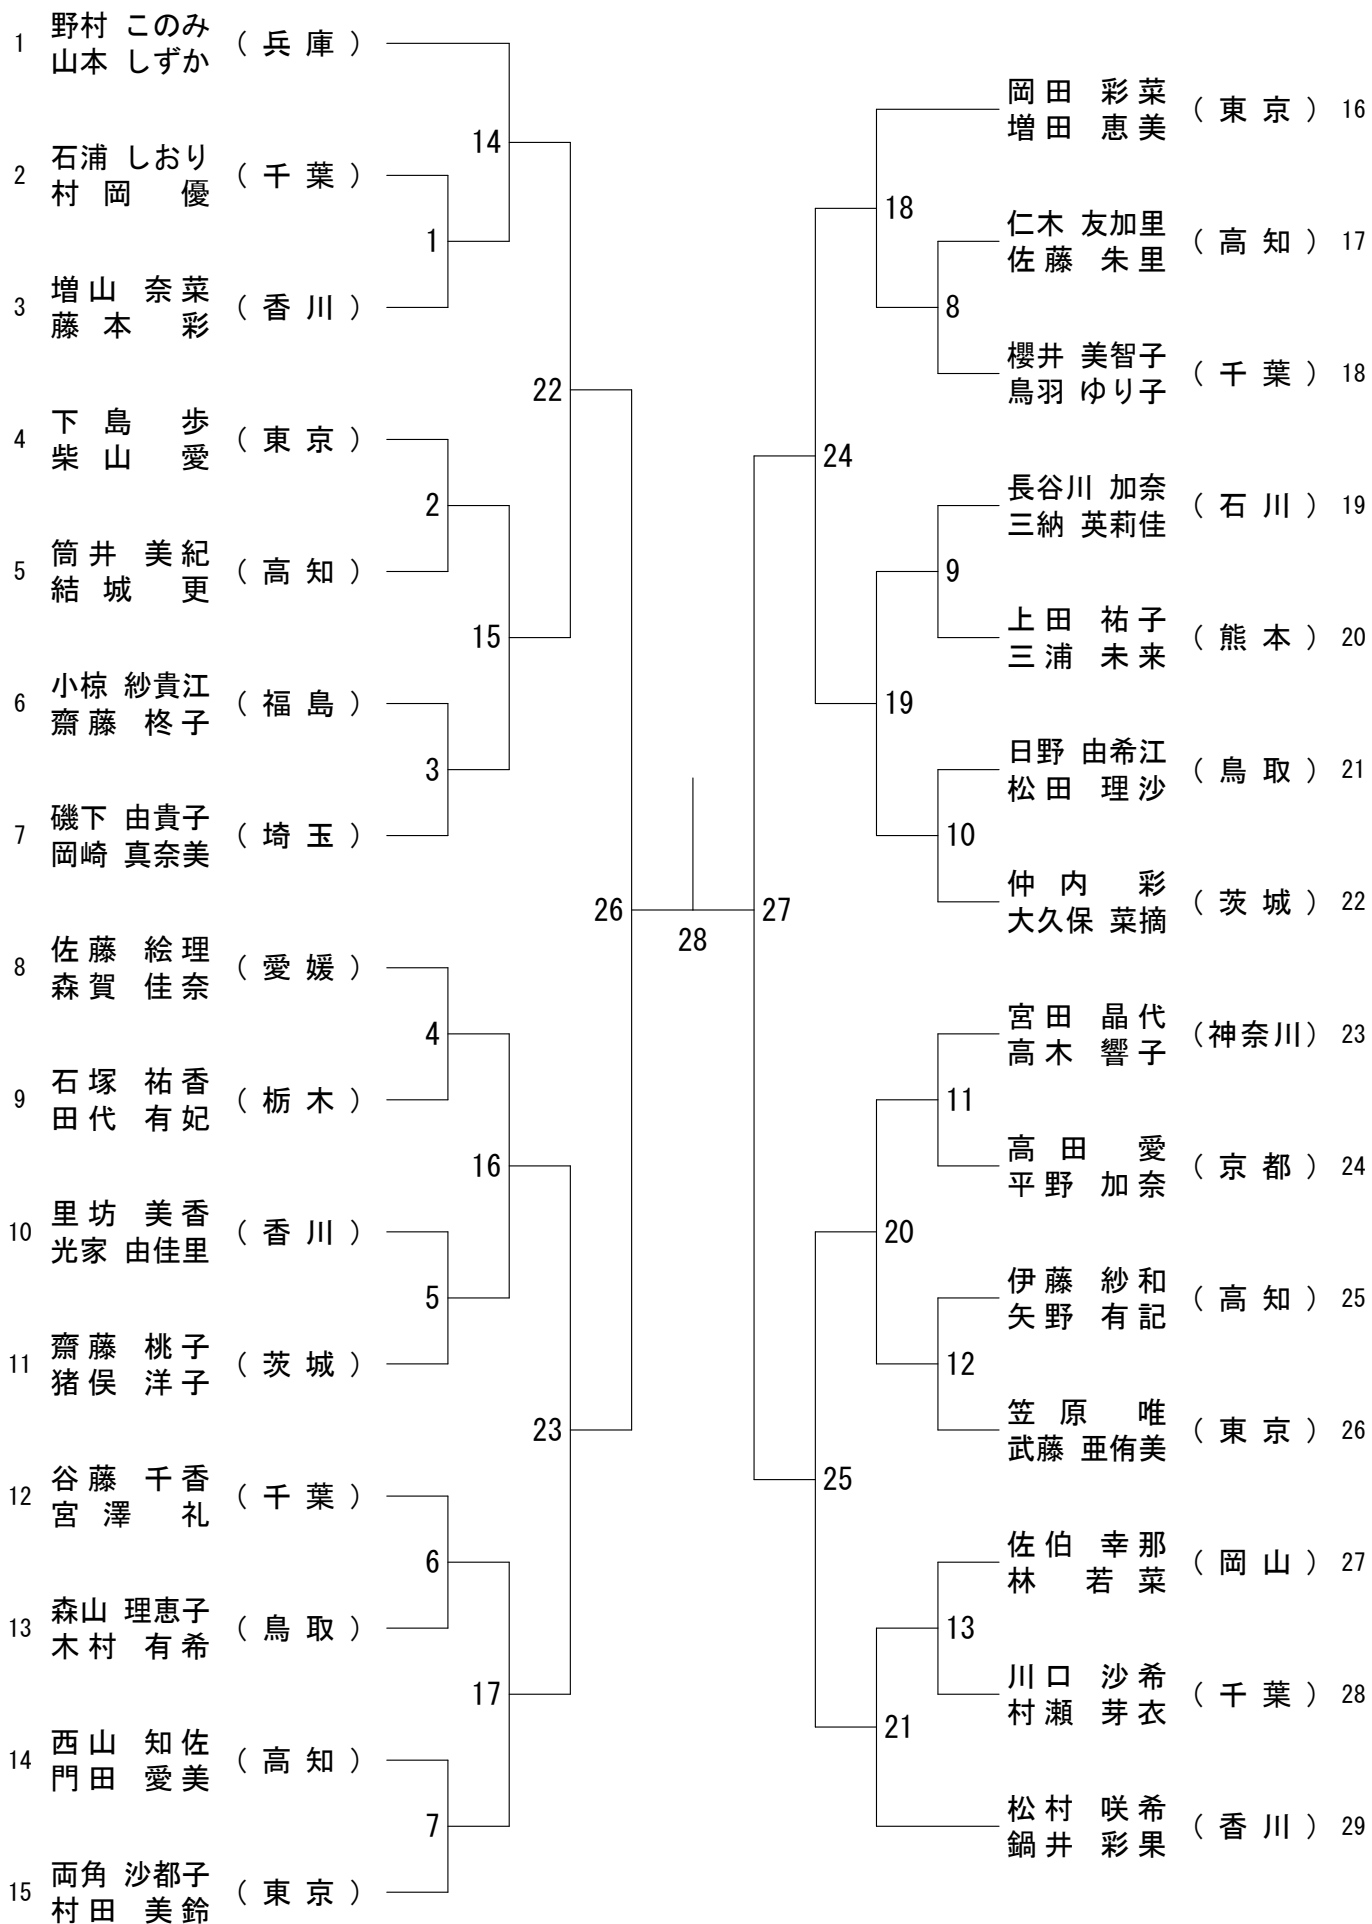 1 野村 このみ (兵庫)
山本 しずか
14
2 石浦 しおり (千葉)
村岡 優
1
3 増山 奈菜 (香川)
藤本 彩
22
4 下島 歩 (東京)
柴山 愛
2
5 筒井 美紀 (高知)
結城 更
15
6 小椋 紗貴江 (福島)
齋藤 柊子
3
7 磯下 由貴子 (埼玉)
岡崎 真奈美
26
8 佐藤 絵理 (愛媛)
森賀 佳奈
4
9 石塚 祐香 (栃木)
田代 有妃
16
10 里坊 美香 (香川)
光家 由佳里
5
11 齋藤 桃子 (茨城)
猪俣 洋子
23
12 谷藤 千香 (千葉)
宮澤 礼
6
13 森山 理恵子 (鳥取)
木村 有希
17
14 西山 知佐 (高知)
門田 愛美
7
15 両角 沙都子 (東京)
村田 美鈴
28
岡田 彩菜 (東京) 16
増田 恵美
18
仁木 友加里 (高知) 17
佐藤 朱里
8
櫻井 美智子 (千葉) 18
鳥羽 ゆり子
24
長谷川 加奈 (石川) 19
三納 英莉佳
9
上田 祐子 (熊本) 20
三浦 未来
19
日野 由希江 (鳥取) 21
松田 理沙
10
仲内 彩 (茨城) 22
大久保 菜摘
27
宮田 晶代 (神奈川) 23
高木 響子
11
高田 愛 (京都) 24
平野 加奈
20
伊藤 紗和 (高知) 25
矢野 有記
12
笠原 唯 (東京) 26
武藤 亜侑美
25
佐伯 幸那 (岡山) 27
林 若菜
13
川口 沙希 (千葉) 28
村瀬 芽衣
21
松村 咲希 (香川) 29
鍋井 彩果